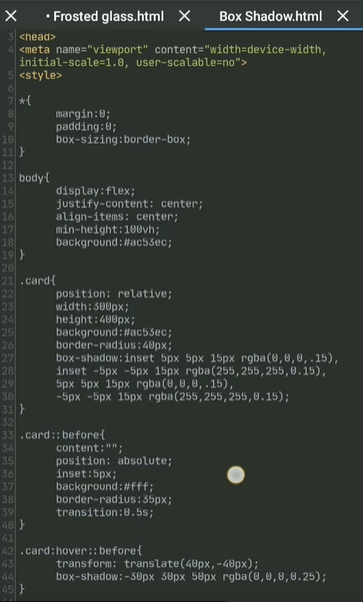 • Frosted glass.html × Box Shadow.html ×
3 <head>
4 <meta name="viewport" content="width=device-width,
initial-scale=1.0, user-scalable=no">
5 <style>
6
7 *{
8 margin:0;
9 padding:0;
10 box-sizing:border-box;
11 }
12
13 body{
14 display:flex;
15 justify-content: center;
16 align-items: center;
17 min-height:100vh;
18 background:#ac53ec;
19 }
20
21 .card{
22 position: relative;
23 width:300px;
24 height:400px;
25 background:#ac53ec;
26 border-radius:40px;
27 box-shadow:inset 5px 5px 15px rgba(0,0,0,.15),
28 inset -5px -5px 15px rgba(255,255,255,0.15),
29 5px 5px 15px rgba(0,0,0,.15),
30 -5px -5px 15px rgba(255,255,255,0.15);
31 }
32
33 .card::before{
34 content:"";
35 position: absolute;
36 inset:5px;
37 background:#fff;
38 border-radius:35px;
39 transition:0.5s;
40 }
41
42 .card:hover::before{
43 transform: translate(40px,-40px);
44 box-shadow:-30px 30px 50px rgba(0,0,0,0.25);
45 }